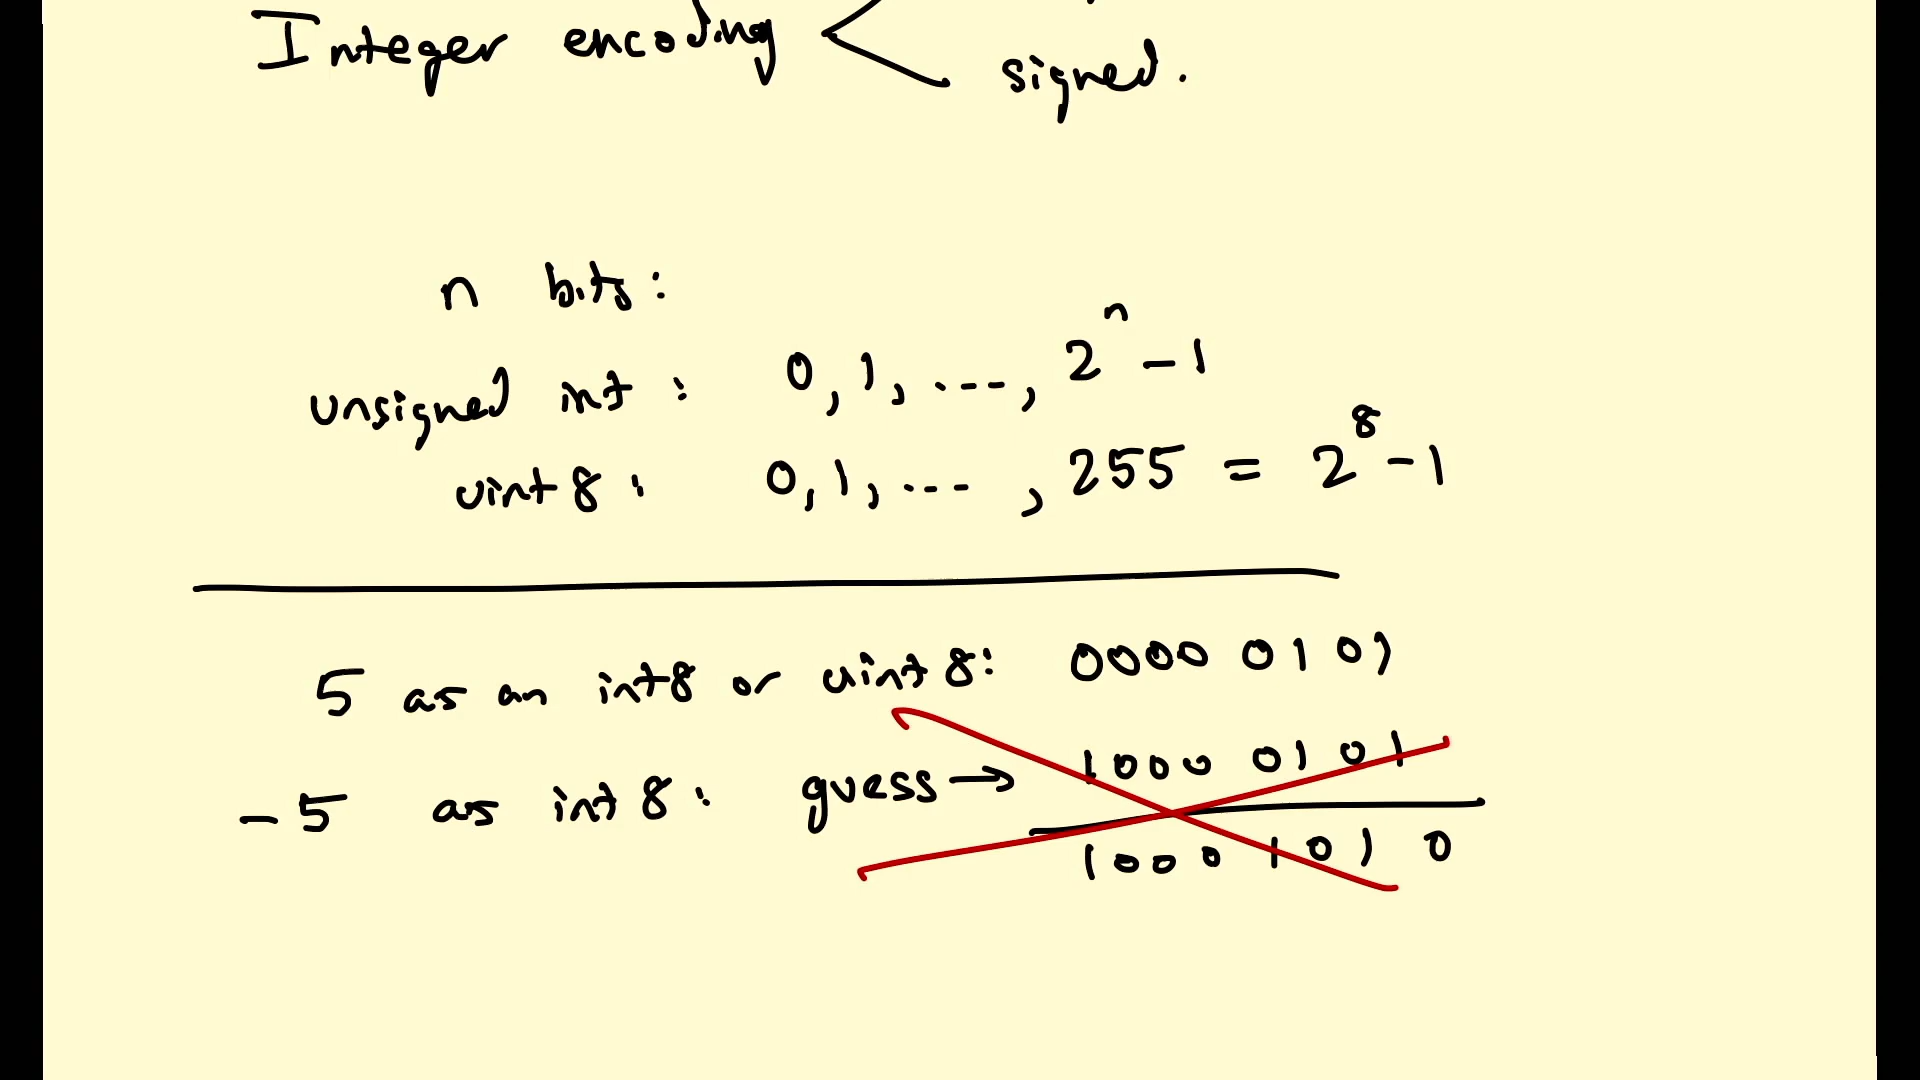 Integer encoding < signed.
n bits:
unsigned int: 0, 1, ..., 2^n - 1
uint8: 0, 1, ..., 255 = 2^8 - 1
5 as an int8 or uint8: 0000 0101
-5 as int8: guess → 1000 0101
1000 1010